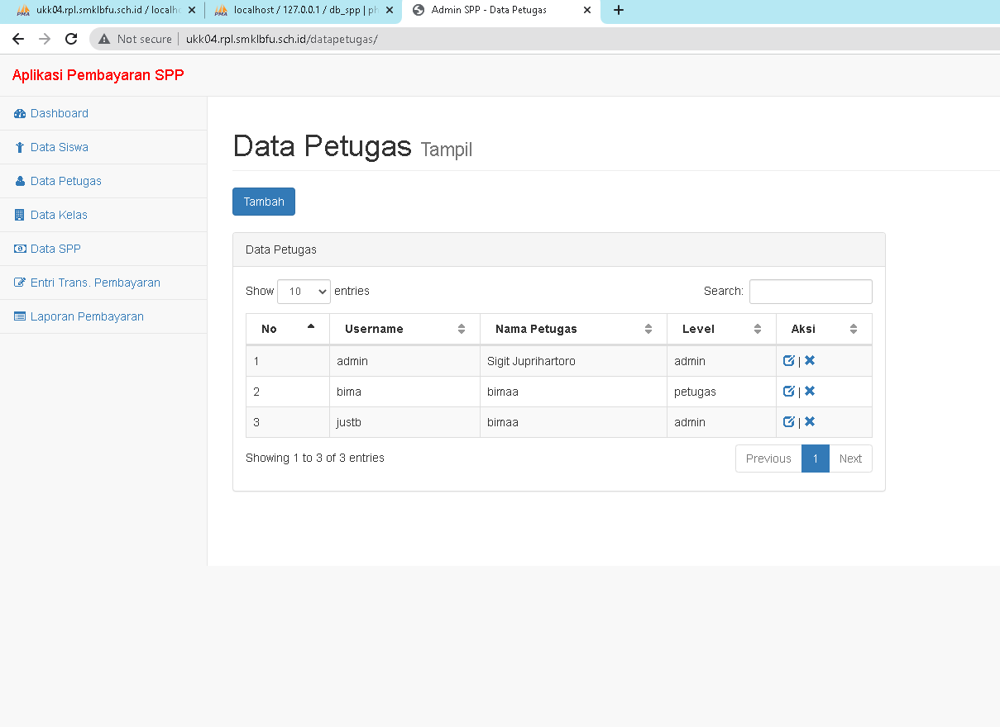 ukk04.rpl.smklbfu.sch.id / localh
localhost / 127.0.0.1 / db_spp | ph
Admin SPP - Data Petugas
Not secure
ukk04.rpl.smklbfu.sch.id/datapetugas/
Aplikasi Pembayaran SPP
Dashboard
Data Siswa
Data Petugas
Data Kelas
Data SPP
Entri Trans. Pembayaran
Laporan Pembayaran
Data Petugas Tampil
Tambah
Data Petugas
Show 10 entries Search:
No Username Nama Petugas Level Aksi
1 admin Sigit Juprihartoro admin |
2 bima bimaa petugas |
3 justb bimaa admin |
Showing 1 to 3 of 3 entries Previous 1 Next